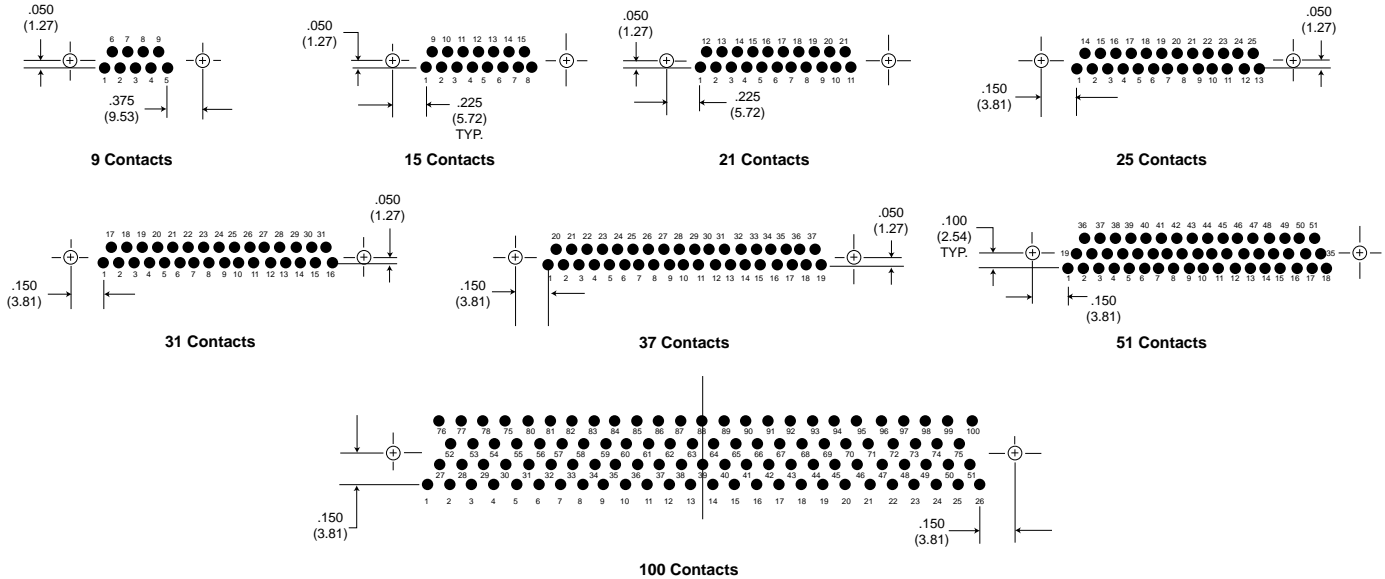 .050
(1.27)
6 7 8 9
1 2 3 4 5
.375
(9.53)
9 Contacts
.050
(1.27)
9 10 11 12 13 14 15
1 2 3 4 5 6 7 8
.225
(5.72)
TYP.
15 Contacts
.050
(1.27)
12 13 14 15 16 17 18 19 20 21
1 2 3 4 5 6 7 8 9 10 11
.225
(5.72)
21 Contacts
.050
(1.27)
14 15 16 17 18 19 20 21 22 23 24 25
1 2 3 4 5 6 7 8 9 10 11 12 13
.150
(3.81)
25 Contacts
.050
(1.27)
17 18 19 20 21 22 23 24 25 26 27 28 29 30 31
1 2 3 4 5 6 7 8 9 10 11 12 13 14 15 16
.150
(3.81)
31 Contacts
.050
(1.27)
20 21 22 23 24 25 26 27 28 29 30 31 32 33 34 35 36 37
1 2 3 4 5 6 7 8 9 10 11 12 13 14 15 16 17 18 19
.150
(3.81)
37 Contacts
.100
(2.54)
TYP.
36 37 38 39 40 41 42 43 44 45 46 47 48 49 50 51
19 35
1 2 3 4 5 6 7 8 9 10 11 12 13 14 15 16 17 18
.150
(3.81)
51 Contacts
76 77 78 75 80 81 82 83 84 85 86 87 88 89 90 91 92 93 94 95 96 97 98 99 100
52 53 54 55 56 57 58 59 60 61 62 63 64 65 66 67 68 69 70 71 72 73 74 75
27 28 29 30 31 32 33 34 35 36 37 38 39 40 41 42 43 44 45 46 47 48 49 50 51
1 2 3 4 5 6 7 8 9 10 11 12 13 14 15 16 17 18 19 20 21 22 23 24 25 26
.150
(3.81)
.150
(3.81)
100 Contacts